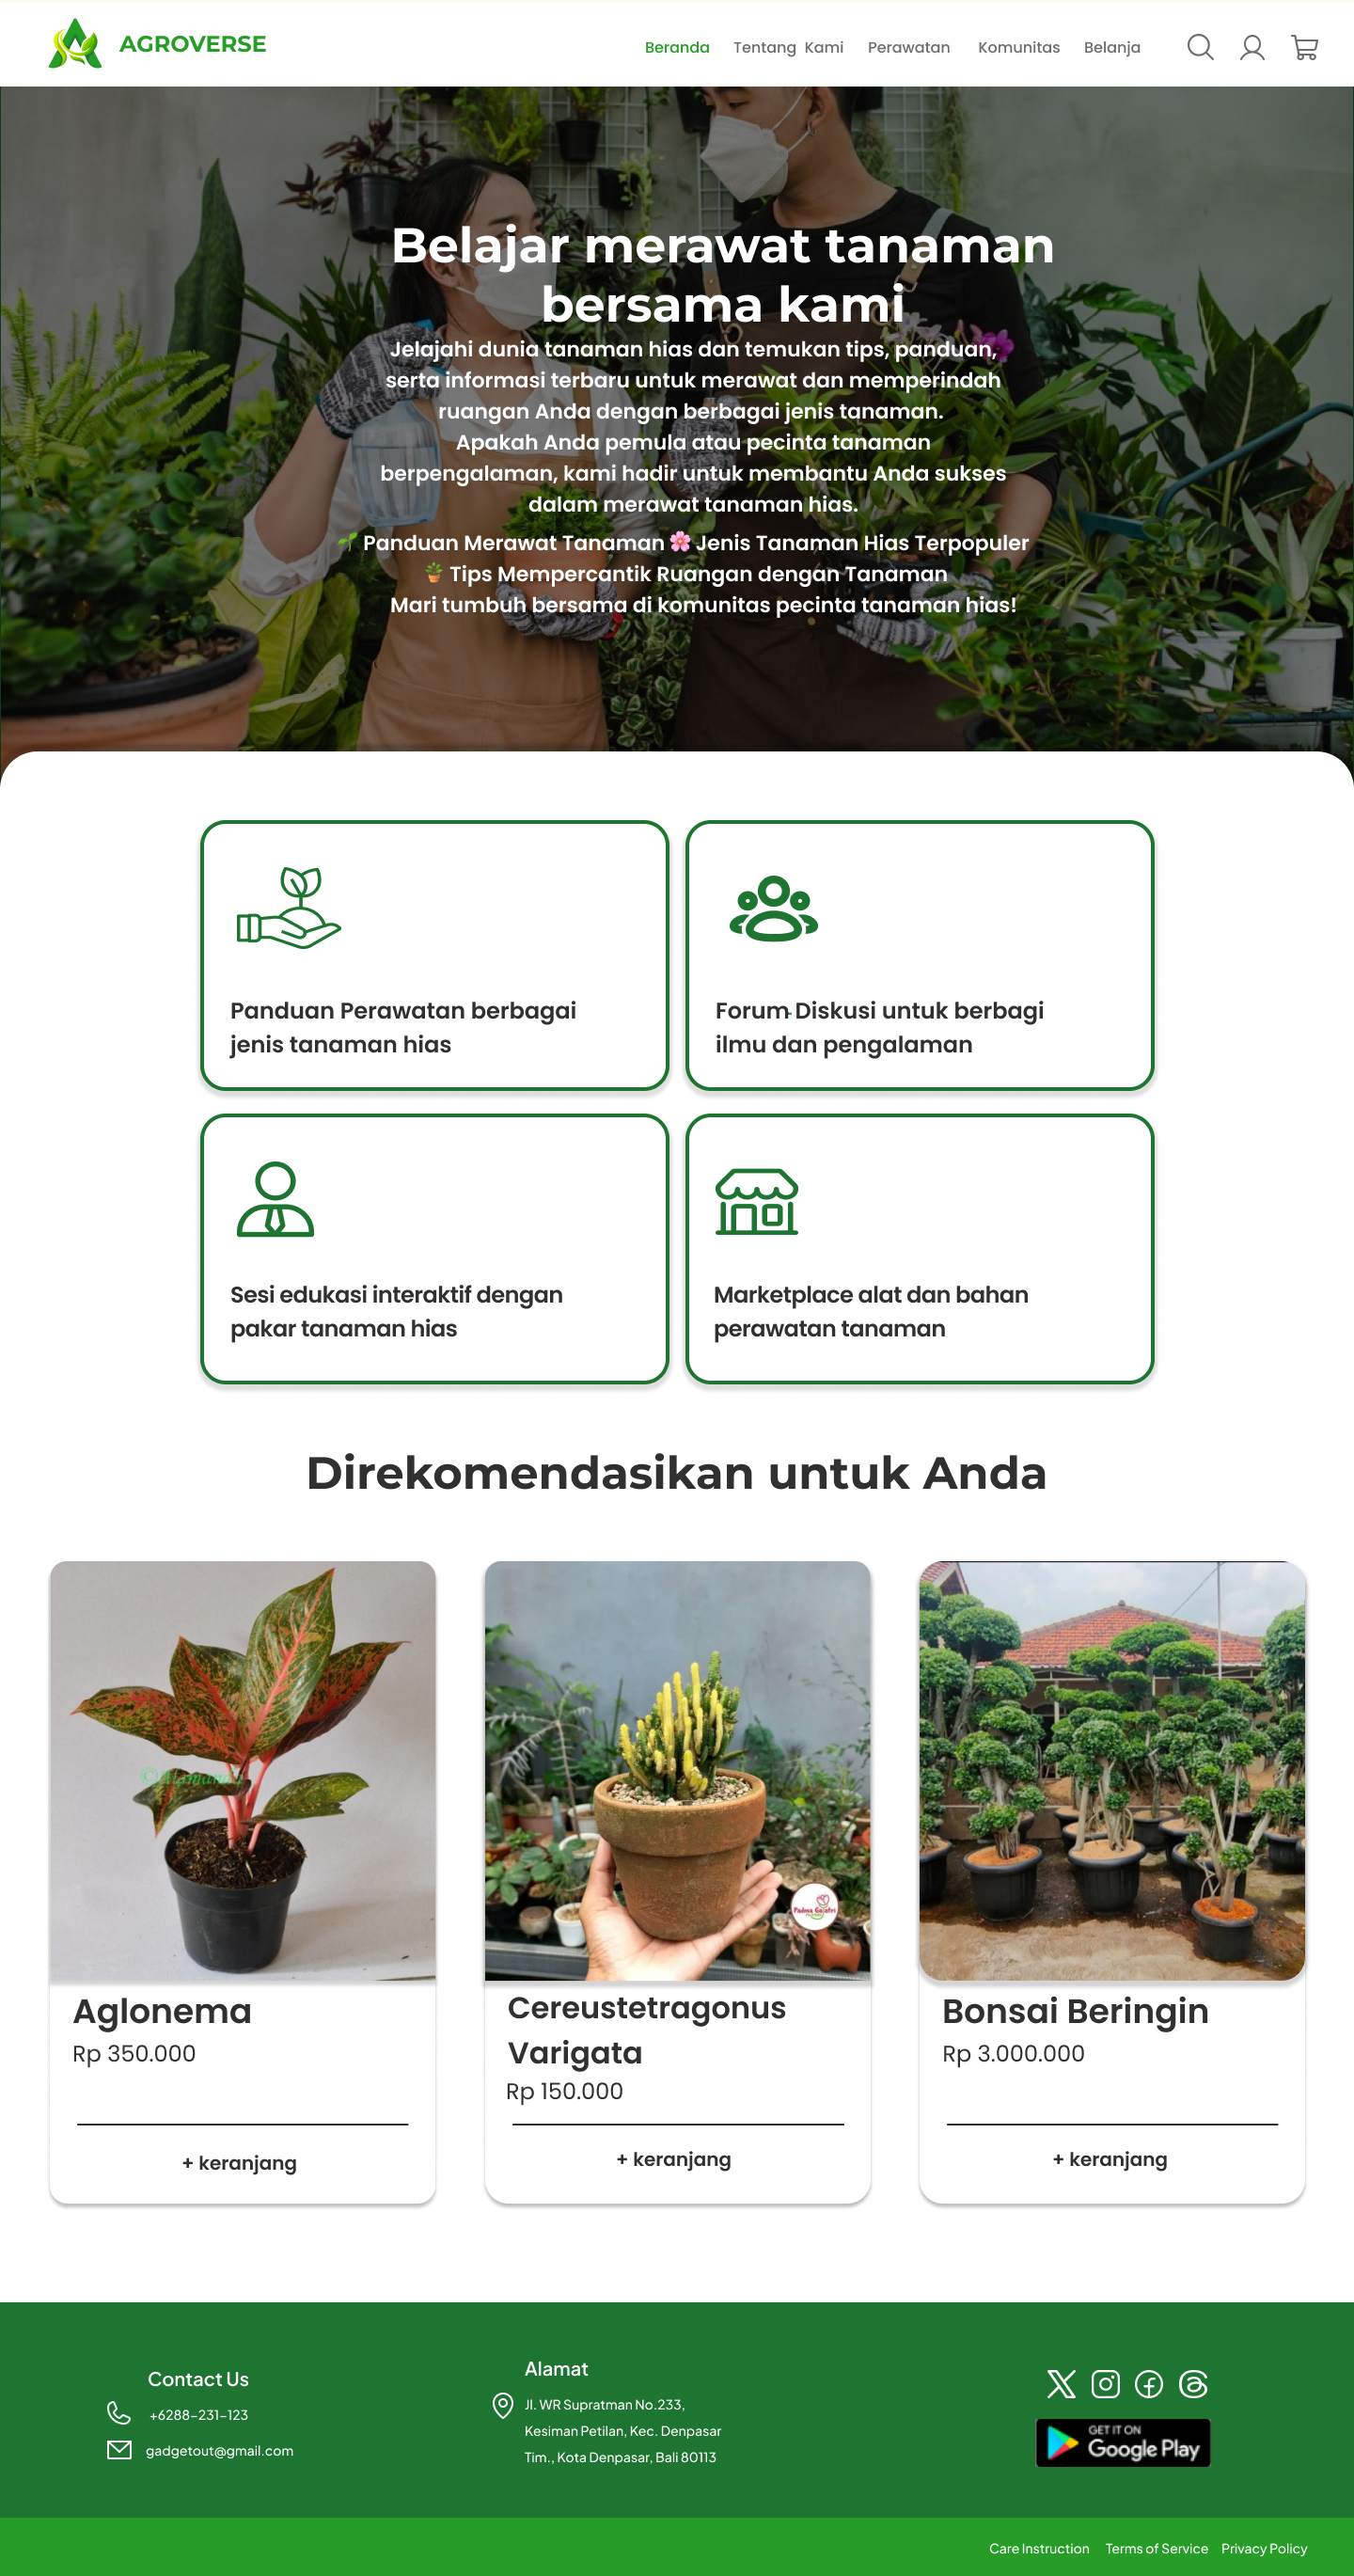 AGROVERSE
Beranda Tentang Kami Perawatan Komunitas Belanja
Belajar merawat tanaman
bersama kami
Jelajahi dunia tanaman hias dan temukan tips, panduan,
serta informasi terbaru untuk merawat dan memperindah
ruangan Anda dengan berbagai jenis tanaman.
Apakah Anda pemula atau pecinta tanaman
berpengalaman, kami hadir untuk membantu Anda sukses
dalam merawat tanaman hias.
🌱 Panduan Merawat Tanaman 🌸 Jenis Tanaman Hias Terpopuler
🪴 Tips Mempercantik Ruangan dengan Tanaman
Mari tumbuh bersama di komunitas pecinta tanaman hias!
Panduan Perawatan berbagai
jenis tanaman hias
Forum Diskusi untuk berbagi
ilmu dan pengalaman
Sesi edukasi interaktif dengan
pakar tanaman hias
Marketplace alat dan bahan
perawatan tanaman
Direkomendasikan untuk Anda
Aglonema
Rp 350.000
+ keranjang
Padma Gayatri
Cereustetragonus
Varigata
Rp 150.000
+ keranjang
Bonsai Beringin
Rp 3.000.000
+ keranjang
Contact Us
+6288-231-123
gadgetout@gmail.com
Alamat
Jl. WR Supratman No.233,
Kesiman Petilan, Kec. Denpasar
Tim., Kota Denpasar, Bali 80113
GET IT ON
Google Play
Care Instruction Terms of Service Privacy Policy